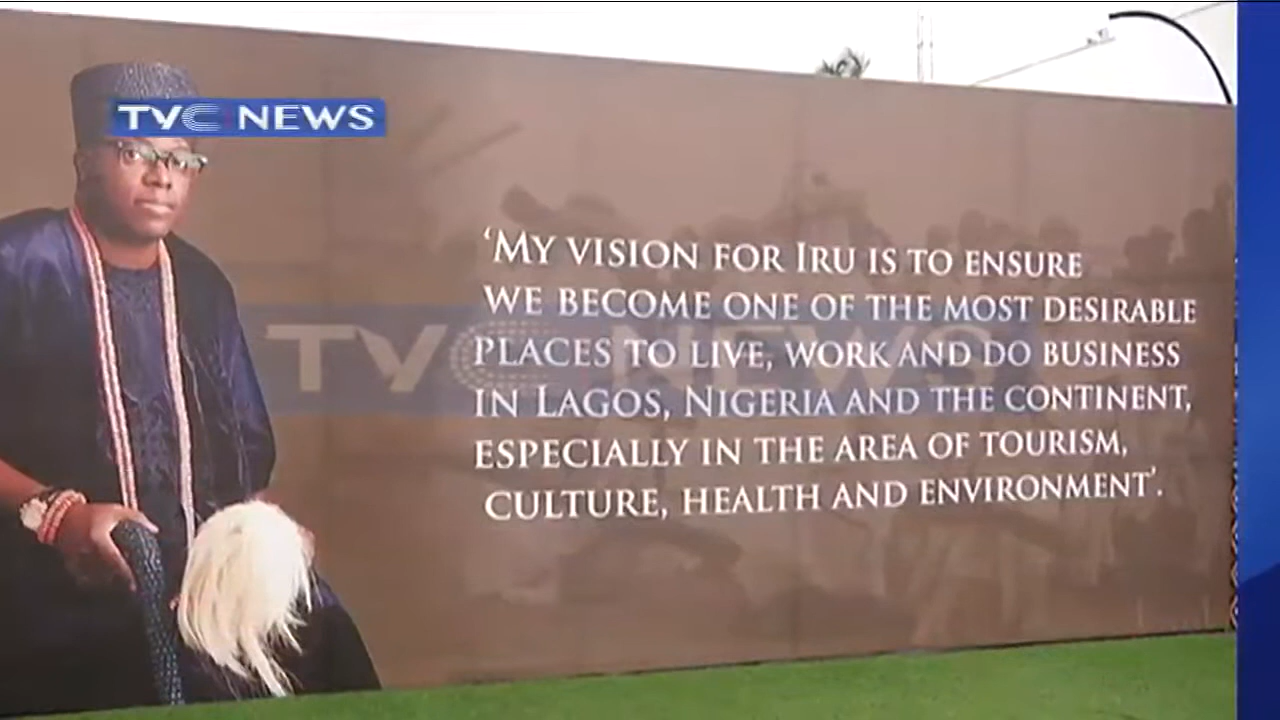 TVC NEWS
‘MY VISION FOR IRU IS TO ENSURE
WE BECOME ONE OF THE MOST DESIRABLE
PLACES TO LIVE, WORK AND DO BUSINESS
IN LAGOS, NIGERIA AND THE CONTINENT,
ESPECIALLY IN THE AREA OF TOURISM,
CULTURE, HEALTH AND ENVIRONMENT’.
TVC NEWS